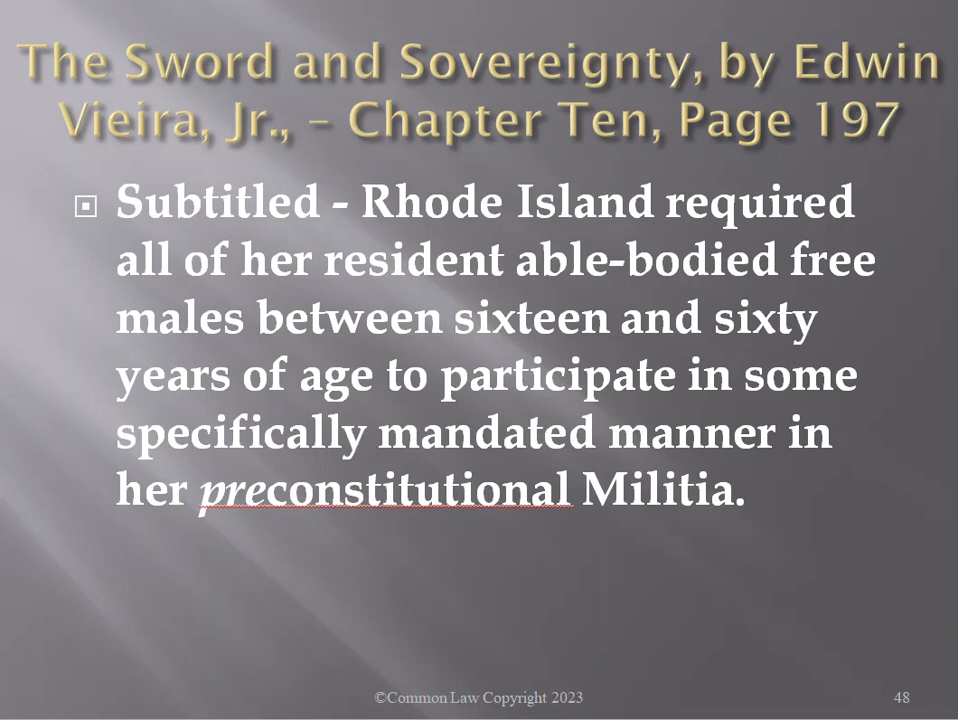 The Sword and Sovereignty, by Edwin
Vieira, Jr., – Chapter Ten, Page 197
Subtitled - Rhode Island required
all of her resident able-bodied free
males between sixteen and sixty
years of age to participate in some
specifically mandated manner in
her preconstitutional Militia.
©Common Law Copyright 2023
48